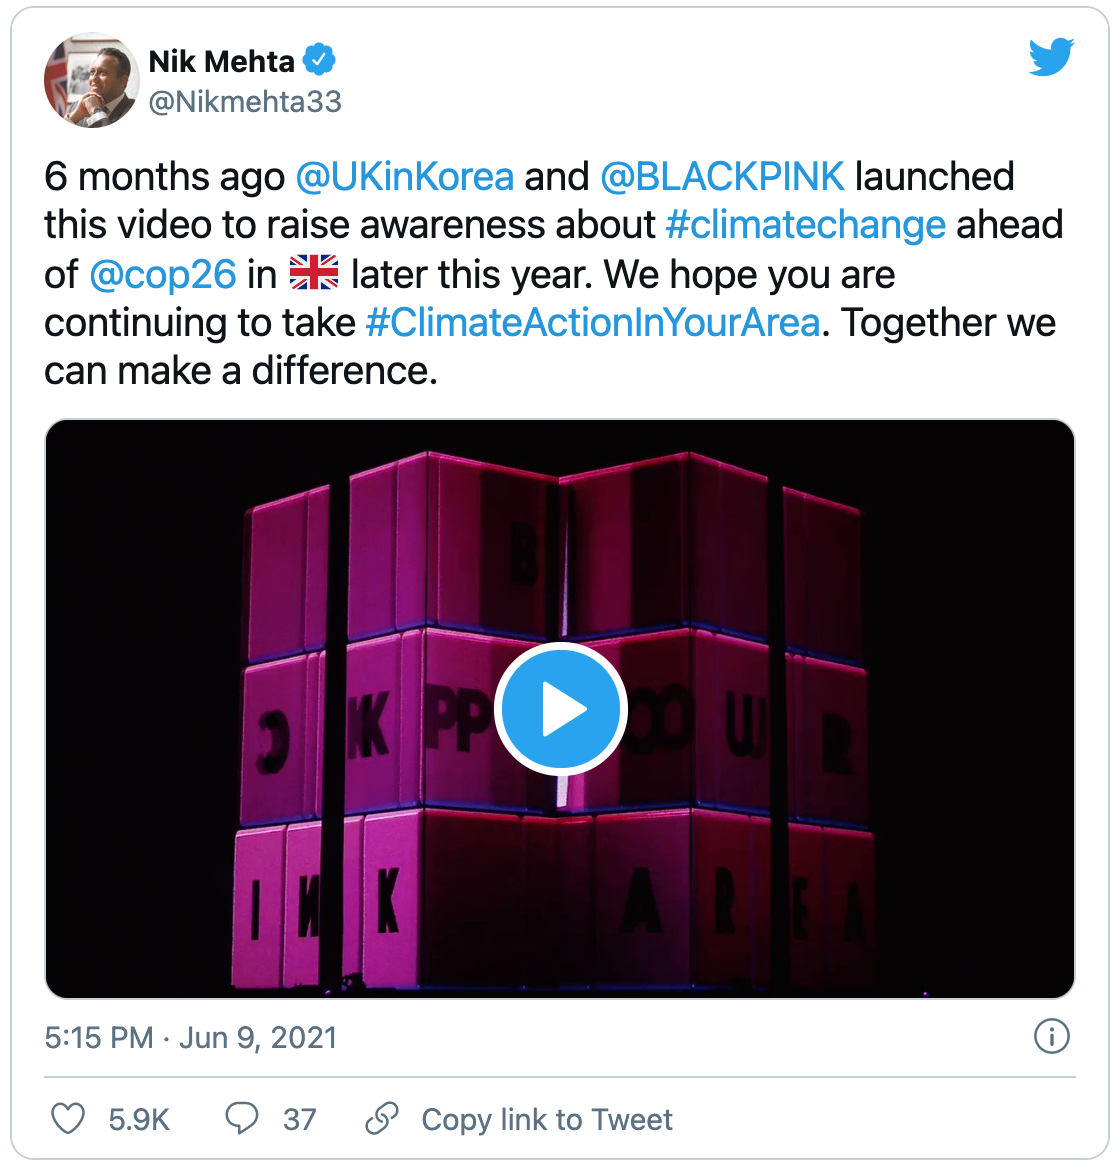 Nik Mehta
@Nikmehta33
6 months ago @UKinKorea and @BLACKPINK launched
this video to raise awareness about #climatechange ahead
of @cop26 in 🇬🇧 later this year. We hope you are
continuing to take #ClimateActionInYourArea. Together we
can make a difference.
B
K PP W R
I K A R E A
5:15 PM · Jun 9, 2021
5.9K 37 Copy link to Tweet